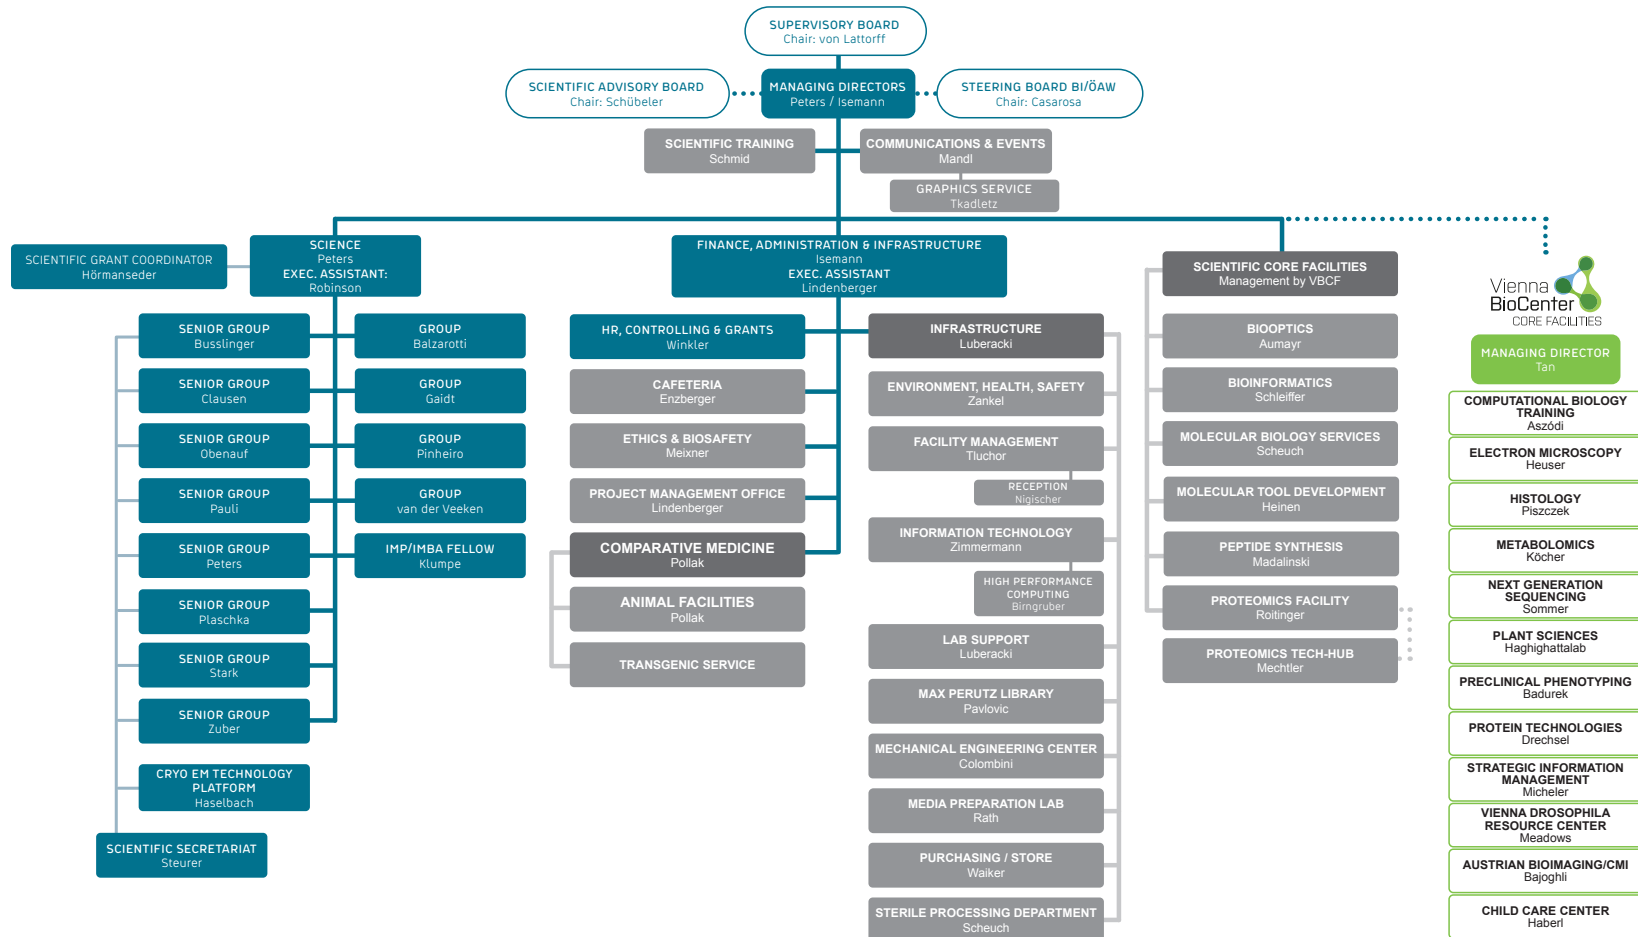 SUPERVISORY BOARD
Chair: von Lattorff
SCIENTIFIC ADVISORY BOARD
Chair: Schübeler
MANAGING DIRECTORS
Peters / Isemann
STEERING BOARD BI/ÖAW
Chair: Casarosa
SCIENTIFIC TRAINING
Schmid
COMMUNICATIONS & EVENTS
Mandl
GRAPHICS SERVICE
Tkadletz
SCIENTIFIC GRANT COORDINATOR
Hörmanseder
SCIENCE
Peters
EXEC. ASSISTANT:
Robinson
SENIOR GROUP
Busslinger
GROUP
Balzarotti
SENIOR GROUP
Clausen
GROUP
Gaidt
SENIOR GROUP
Obenauf
GROUP
Pinheiro
SENIOR GROUP
Pauli
GROUP
van der Veeken
SENIOR GROUP
Peters
IMP/IMBA FELLOW
Klumpe
SENIOR GROUP
Plaschka
SENIOR GROUP
Stark
SENIOR GROUP
Zuber
CRYO EM TECHNOLOGY
PLATFORM
Haselbach
SCIENTIFIC SECRETARIAT
Steurer
FINANCE, ADMINISTRATION & INFRASTRUCTURE
Isemann
EXEC. ASSISTANT
Lindenberger
HR, CONTROLLING & GRANTS
Winkler
CAFETERIA
Enzberger
ETHICS & BIOSAFETY
Meixner
PROJECT MANAGEMENT OFFICE
Lindenberger
COMPARATIVE MEDICINE
Pollak
ANIMAL FACILITIES
Pollak
TRANSGENIC SERVICE
INFRASTRUCTURE
Luberacki
ENVIRONMENT, HEALTH, SAFETY
Zankel
FACILITY MANAGEMENT
Tluchor
RECEPTION
Nigischer
INFORMATION TECHNOLOGY
Zimmermann
HIGH PERFORMANCE
COMPUTING
Birngruber
LAB SUPPORT
Luberacki
MAX PERUTZ LIBRARY
Pavlovic
MECHANICAL ENGINEERING CENTER
Colombini
MEDIA PREPARATION LAB
Rath
PURCHASING / STORE
Waiker
STERILE PROCESSING DEPARTMENT
Scheuch
SCIENTIFIC CORE FACILITIES
Management by VBCF
BIOOPTICS
Aumayr
BIOINFORMATICS
Schleiffer
MOLECULAR BIOLOGY SERVICES
Scheuch
MOLECULAR TOOL DEVELOPMENT
Heinen
PEPTIDE SYNTHESIS
Madalinski
PROTEOMICS FACILITY
Roitinger
PROTEOMICS TECH-HUB
Mechtler
Vienna
BioCenter
CORE FACILITIES
MANAGING DIRECTOR
Tan
COMPUTATIONAL BIOLOGY
TRAINING
Aszódi
ELECTRON MICROSCOPY
Heuser
HISTOLOGY
Piszczek
METABOLOMICS
Köcher
NEXT GENERATION
SEQUENCING
Sommer
PLANT SCIENCES
Haghighattalab
PRECLINICAL PHENOTYPING
Badurek
PROTEIN TECHNOLOGIES
Drechsel
STRATEGIC INFORMATION
MANAGEMENT
Micheler
VIENNA DROSOPHILA
RESOURCE CENTER
Meadows
AUSTRIAN BIOIMAGING/CMI
Bajoghli
CHILD CARE CENTER
Haberl